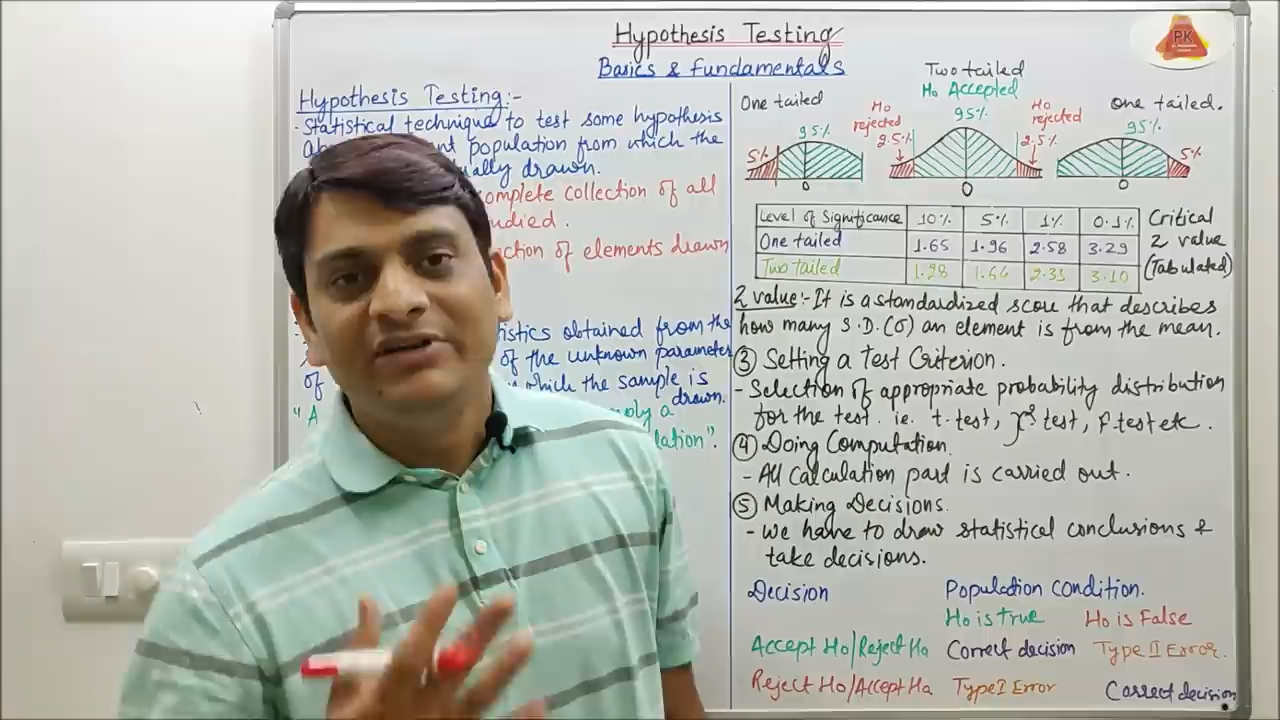 Hypothesis Testing
Basics & Fundamentals
PK
Hypothesis Testing:-
- Statistical technique to test some hypothesis
population from which the
drawn.
complete collection of all
of elements drawn
obtained from the
of the unknown parameter
of which the sample is
drawn.
"A a
".
One tailed
Two tailed
Ho Accepted
One tailed.
5%
95%
Ho
rejected
2.5%
95%
Ho
rejected
2.5%
95%
5%
0
0
0
Level of Significance 10% 5% 1% 0.1%
One tailed 1.65 1.96 2.58 3.29
Two tailed 1.28 1.64 2.33 3.10
Critical
Z value
(Tabulated)
Z value:- It is a standardized score that describes
how many S.D.(σ) an element is from the mean.
③ Setting a Test Criterion.
- Selection of appropriate probability distribution
for the test. i.e. t-test, χ² test, F-test etc.
④ Doing Computation.
- All Calculation part is carried out.
⑤ Making Decisions.
- We have to draw statistical conclusions &
take decisions.
Decision Population Condition.
Ho is true Ho is False
Accept Ho/Reject Ha Correct decision Type II Error.
Reject Ho/Accept Ha Type I Error Correct decision